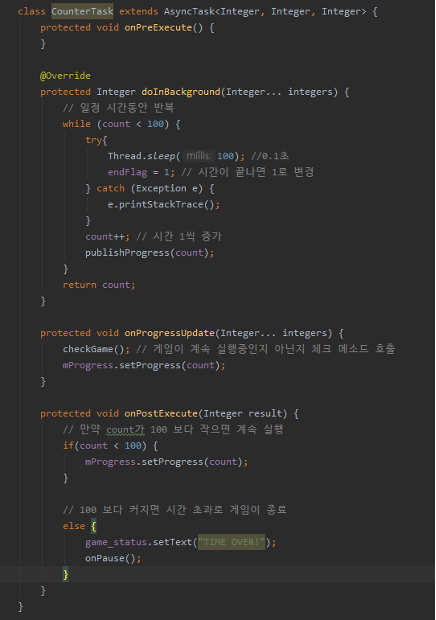 class CounterTask extends AsyncTask<Integer, Integer, Integer> {
    protected void onPreExecute() {
    }

    @Override
    protected Integer doInBackground(Integer... integers) {
        // 일정 시간동안 반복
        while (count < 100) {
            try{
                Thread.sleep( millis: 100); //0.1초
                endFlag = 1; // 시간이 끝나면 1로 변경
            } catch (Exception e) {
                e.printStackTrace();
            }
            count++; // 시간 1씩 증가
            publishProgress(count);
        }
        return count;
    }

    protected void onProgressUpdate(Integer... integers) {
        checkGame(); // 게임이 계속 실행중인지 아닌지 체크 메소드 호출
        mProgress.setProgress(count);
    }

    protected void onPostExecute(Integer result) {
        // 만약 count가 100 보다 작으면 계속 실행
        if(count < 100) {
            mProgress.setProgress(count);
        }

        // 100 보다 커지면 시간 초과로 게임이 종료
        else {
            game_status.setText("TIME OVER!");
            onPause();
        }
    }
}